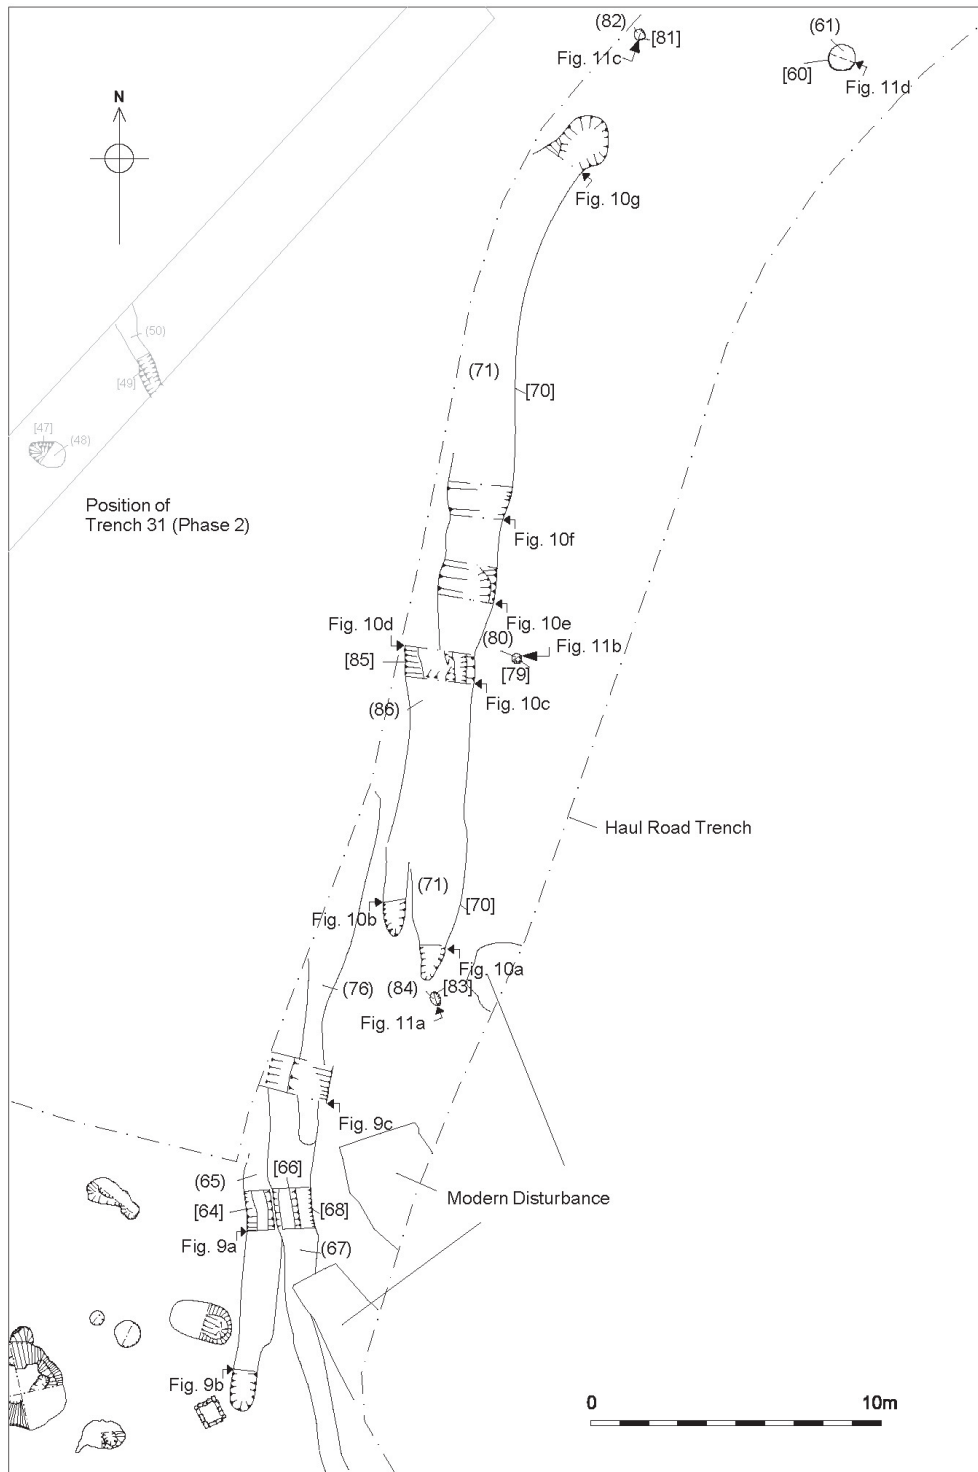 (82)
[81]
(61)
Fig. 11c
[60]
Fig. 11d
N
Fig. 10g
(50)
(71)
[49]
[70]
[47]
(48)
Position of
Trench 31 (Phase 2)
Fig. 10f
Fig. 10d
Fig. 10e
(80)
Fig. 11b
[85]
[79]
Fig. 10c
(86)
Haul Road Trench
(71)
[70]
Fig. 10b
Fig. 10a
(76)
(84)
[83]
Fig. 11a
Fig. 9c
(65)
[66]
Modern Disturbance
[64]
[68]
Fig. 9a
(67)
Fig. 9b
0
10m